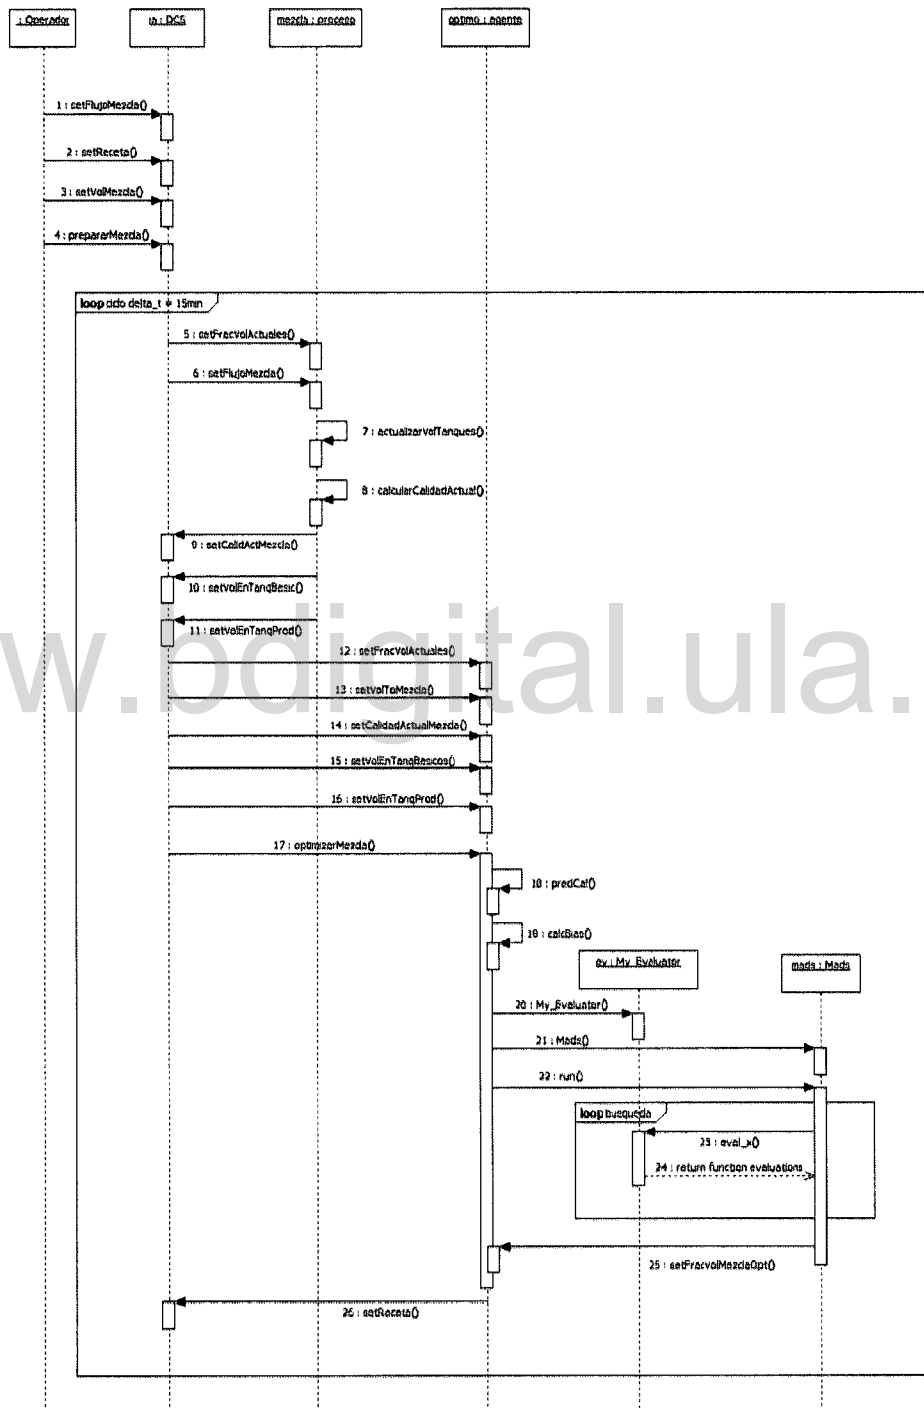 : Operador
ia : DCS
mezcla : proceso
optimo : agente
1 : setFlujoMezcla()
2 : setReceta()
3 : setVolMezcla()
4 : prepararMezcla()
loop ciclo delta_t = 15min
5 : setFracVolActuales()
6 : setFlujoMezcla()
7 : actualizarVolTanques()
8 : calcularCalidadActual()
9 : setCalidActMezcla()
10 : setVolEnTanqBasic()
11 : setVolEnTanqProd()
w.bdigital.ula.
12 : setFracVolActuales()
13 : setVolToMezcla()
14 : setCalidadActualMezcla()
15 : setVolEnTanqBasicos()
16 : setVolEnTanqProd()
17 : optimizarMezcla()
18 : predCal()
19 : calcBias()
ev : My_Evaluator
mads : Mads
20 : My_Evaluator()
21 : Mads()
22 : run()
loop busqueda
23 : eval_x()
24 : return function evaluations
25 : setFracVolMezclaOpt()
26 : setReceta()